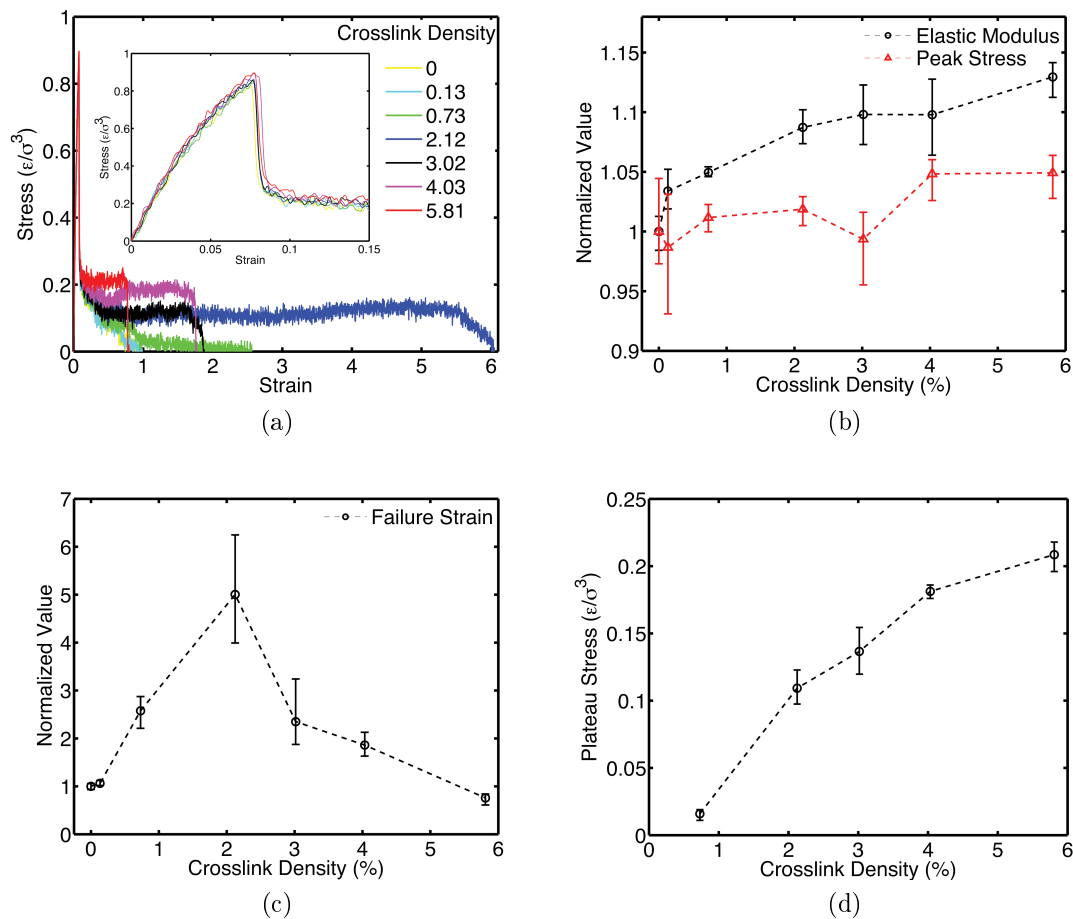 1
0.8
0.6
0.4
0.2
0
Stress (ε/σ³)
0 1 2 3 4 5 6
Strain
Crosslink Density
0
0.13
0.73
2.12
3.02
4.03
5.81
1
0.8
0.6
0.4
0.2
0
Stress (ε/σ³)
0 0.05 0.1 0.15
Strain
(a)
1.15
1.1
1.05
1
0.95
0.9
Normalized Value
Elastic Modulus
Peak Stress
0 1 2 3 4 5 6
Crosslink Density (%)
(b)
7
6
5
4
3
2
1
0
Normalized Value
Failure Strain
0 1 2 3 4 5 6
Crosslink Density (%)
(c)
0.25
0.2
0.15
0.1
0.05
0
Plateau Stress (ε/σ³)
0 1 2 3 4 5 6
Crosslink Density (%)
(d)